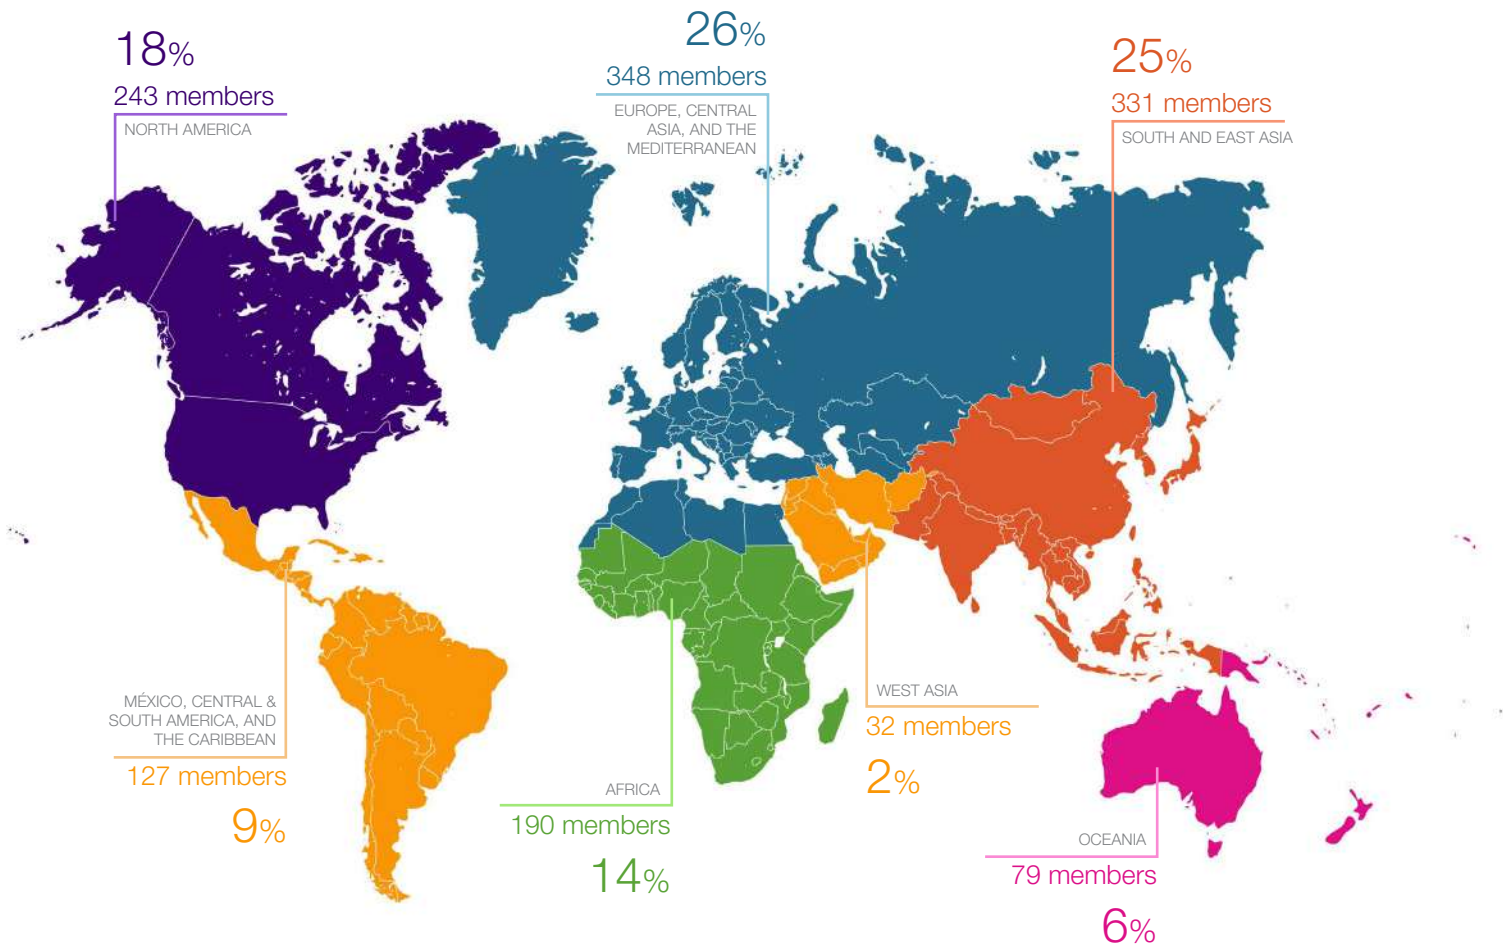 18%
243 members
NORTH AMERICA
26%
348 members
EUROPE, CENTRAL
ASIA, AND THE
MEDITERRANEAN
25%
331 members
SOUTH AND EAST ASIA
MÉXICO, CENTRAL &
SOUTH AMERICA, AND
THE CARIBBEAN
127 members
9%
AFRICA
190 members
14%
WEST ASIA
32 members
2%
OCEANIA
79 members
6%